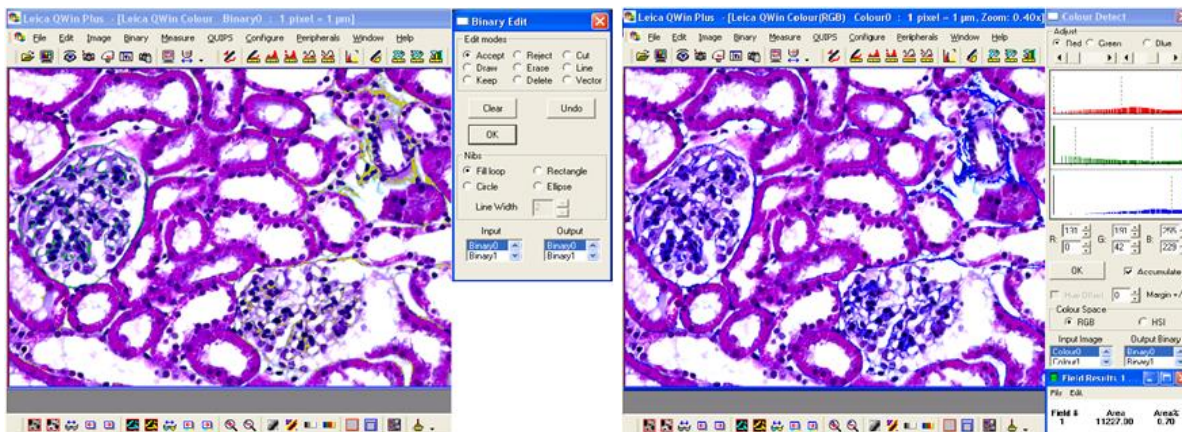 Leica QWin Plus - [Leica QWin Colour - Binary0 : 1 pixel = 1 µm]
File Edit Image Binary Measure QUIPS Configure Peripherals Window Help
Binary Edit
Edit modes
Accept Reject Cut
Draw Erase Line
Keep Delete Vector
Clear Undo
OK
Nibs
Fill loop Rectangle
Circle Ellipse
Line Width
Input Output
Binary0 Binary0
Binary1 Binary1
Leica QWin Plus - [Leica QWin Colour(RGB) Colour0 : 1 pixel = 1 µm, Zoom: 0.40x]
File Edit Image Binary Measure QUIPS Configure Peripherals Window Help
Colour Detect
Adjust
Red Green Blue
R: 131 G: 191 B: 255
0 42 229
OK Accumulate
0 Margin +/-
Colour Space
RGB HSI
Input Image Output Binary
Colour0 Binary0
Colour1 Binary1
Field Results 1 ...
File Edit
Field # Area Area%
1 11227.00 0.70